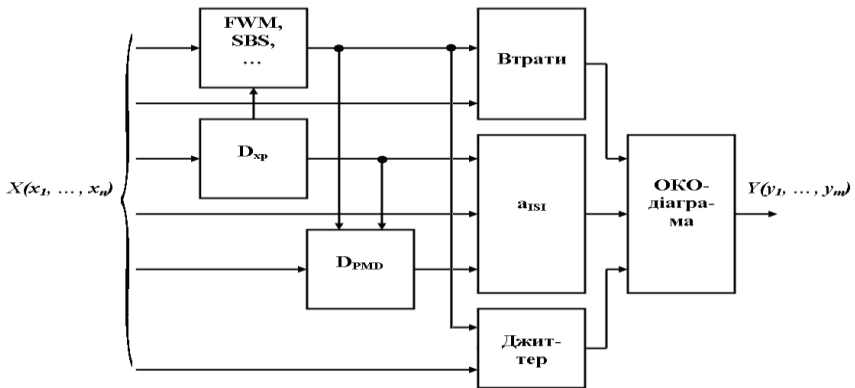 FWM,
SBS,
…
Втрати
Dхр
X(x1, … , xn)
ОКО-
діагра-
ма
Y(y1, … , ym)
aISI
DPMD
Джит-
тер